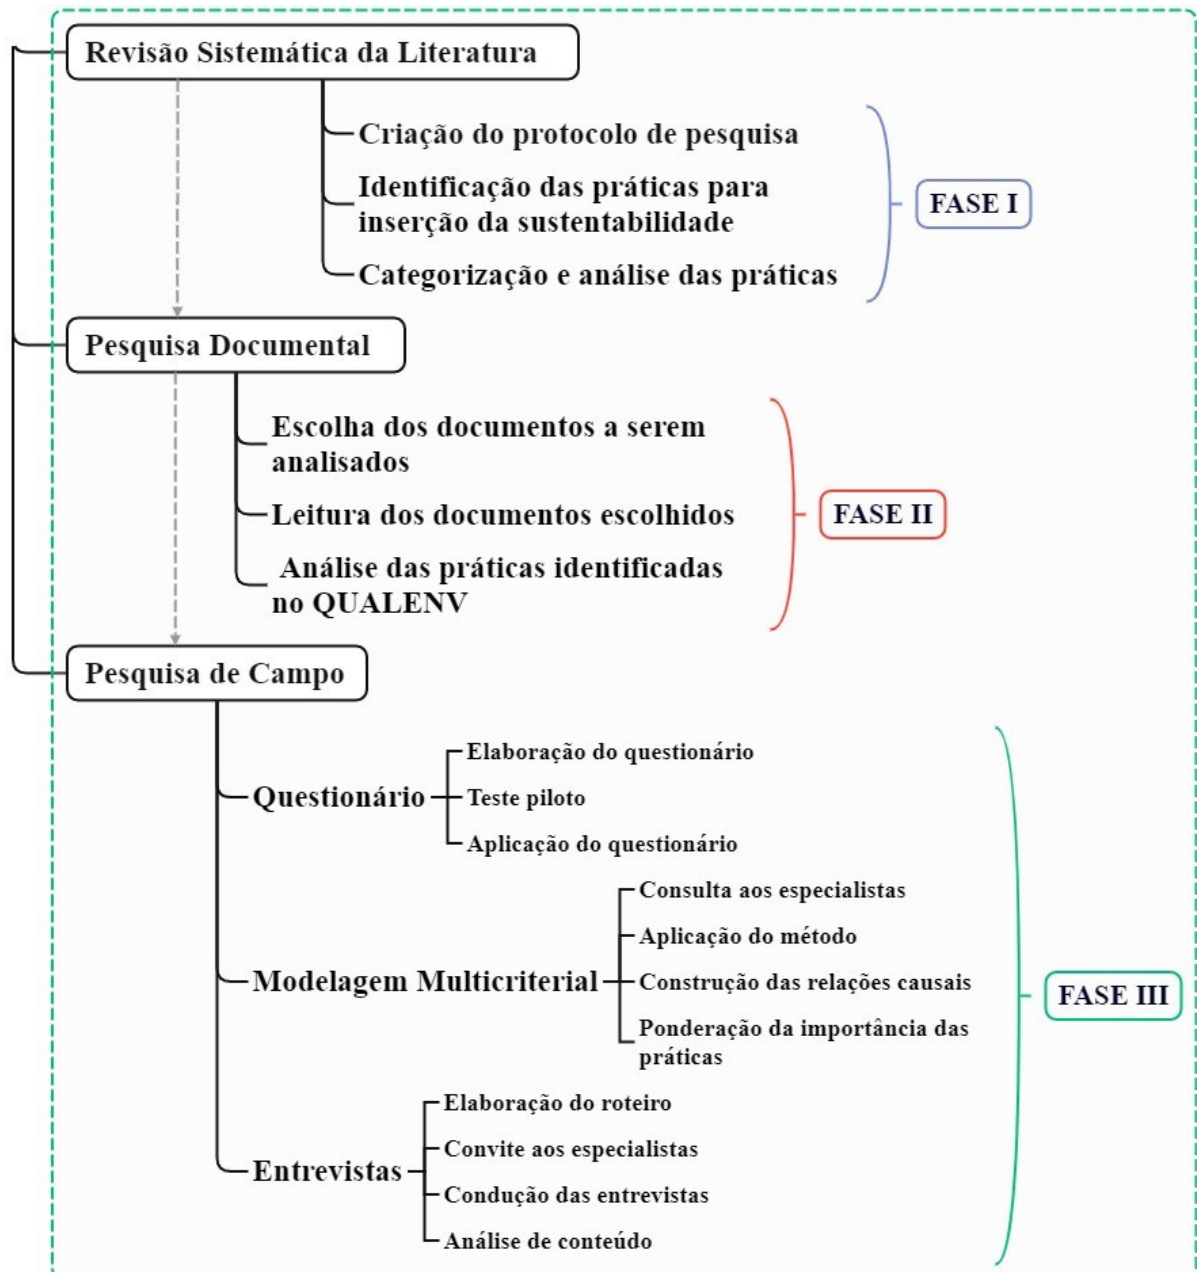 Revisão Sistemática da Literatura
Criação do protocolo de pesquisa
Identificação das práticas para
inserção da sustentabilidade
Categorização e análise das práticas
FASE I
Pesquisa Documental
Escolha dos documentos a serem
analisados
Leitura dos documentos escolhidos
Análise das práticas identificadas
no QUALENV
FASE II
Pesquisa de Campo
Questionário
Elaboração do questionário
Teste piloto
Aplicação do questionário
Modelagem Multicriterial
Consulta aos especialistas
Aplicação do método
Construção das relações causais
Ponderação da importância das
práticas
Entrevistas
Elaboração do roteiro
Convite aos especialistas
Condução das entrevistas
Análise de conteúdo
FASE III